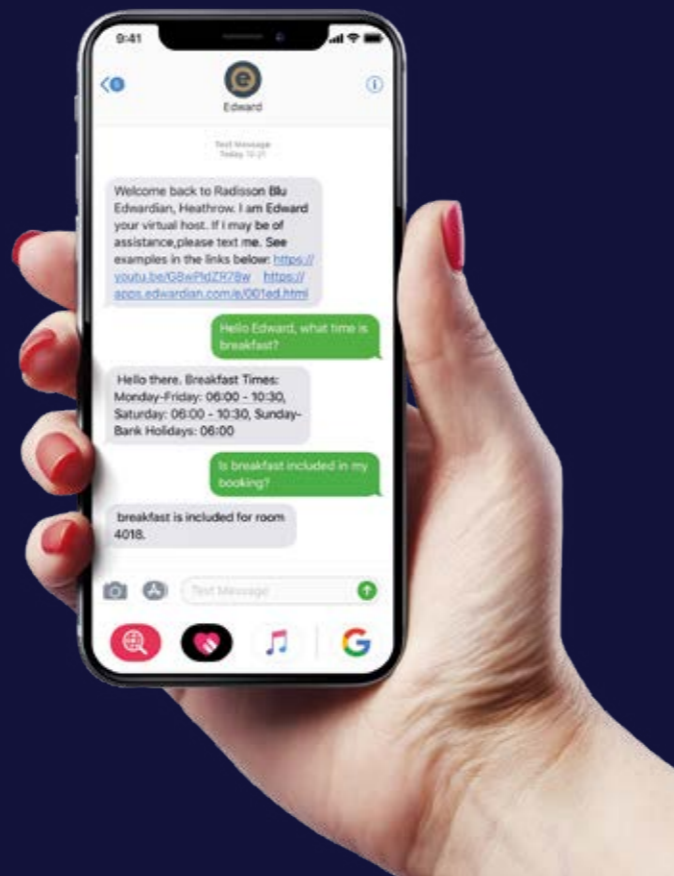 9:41
e
Edward
Text Message
Today 10:21
Welcome back to Radisson Blu
Edwardian, Heathrow. I am Edward
your virtual host. If i may be of
assistance,please text me. See
examples in the links below: https://
https://
apps.edwardian.com/e/001ed.html
Hello Edward, what time is
breakfast?
Hello there. Breakfast Times:
Monday-Friday: 06:00 - 10:30,
Saturday: 06:00 - 10:30, Sunday-
Bank Holidays: 06:00
Is breakfast included in my
booking?
breakfast is included for room
4018.
Text Message
G